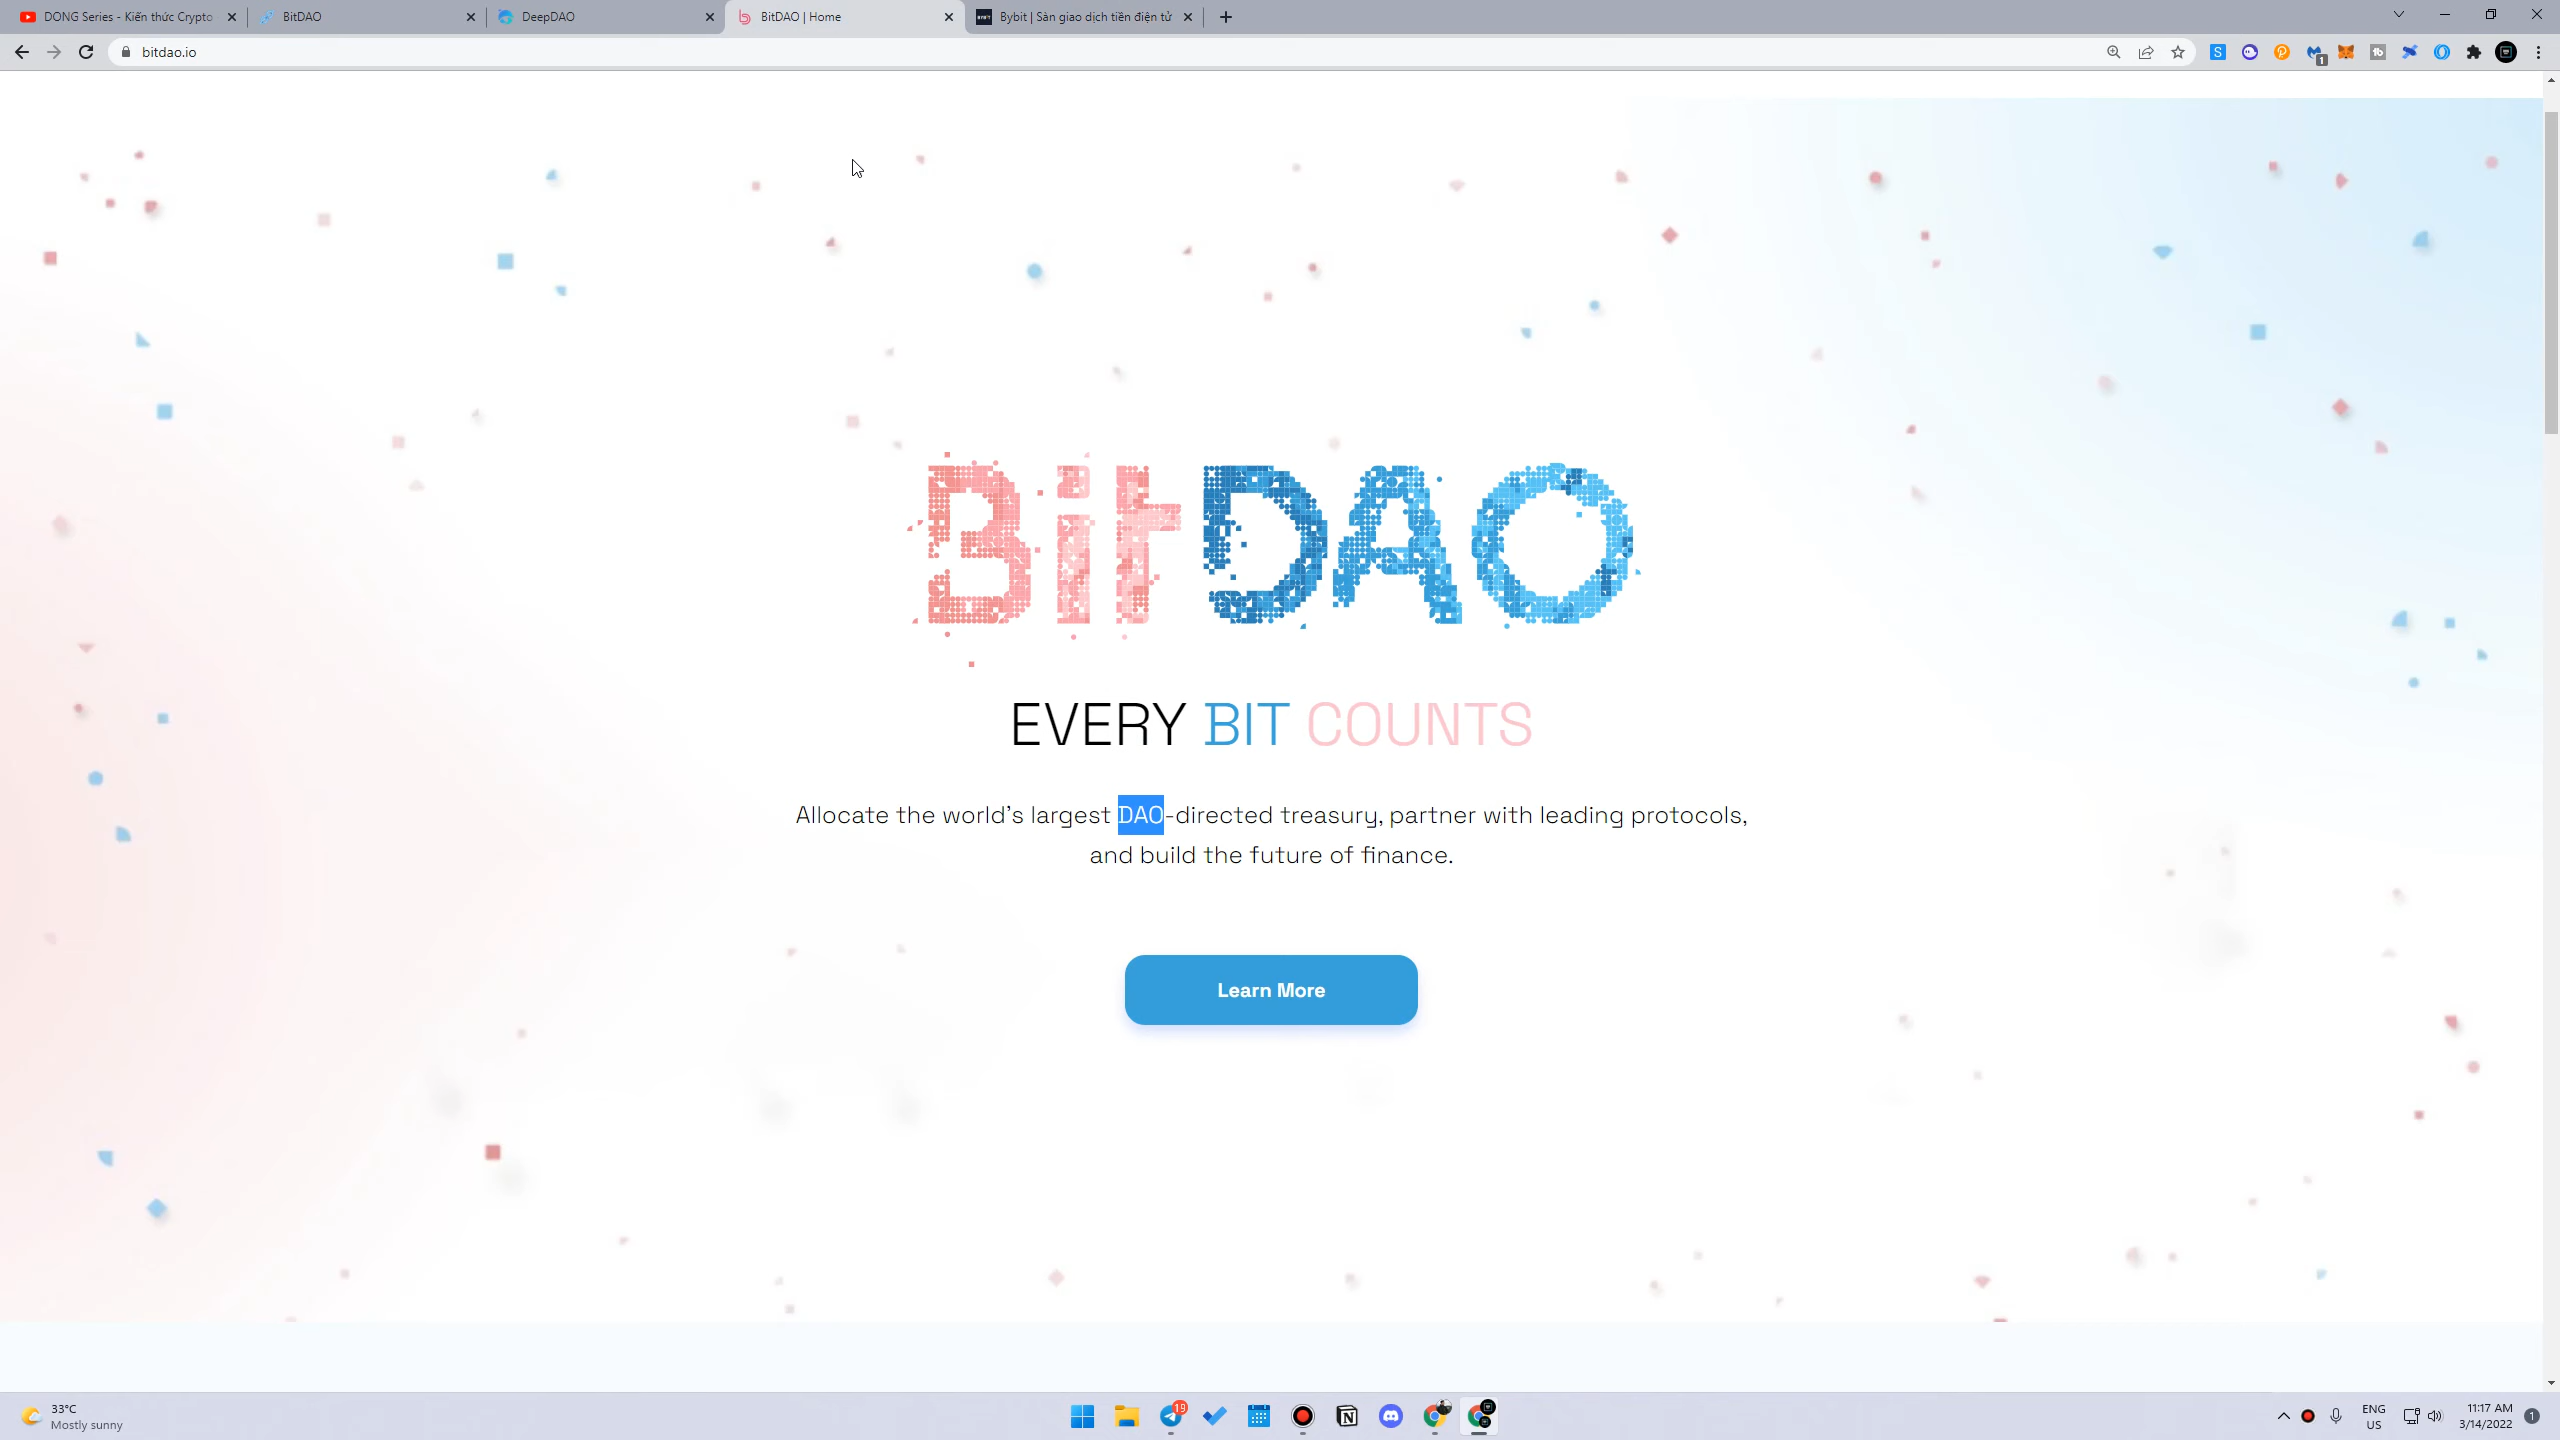 DONG Series - Kiến thức Crypto
BitDAO
DeepDAO
BitDAO | Home
Bybit | Sàn giao dịch tiền điện tử
bitdao.io
BitDAO
EVERY BIT COUNTS
Allocate the world's largest DAO-directed treasury, partner with leading protocols,
and build the future of finance.
Learn More
33°C
Mostly sunny
19
ENG
US
11:17 AM
3/14/2022
1